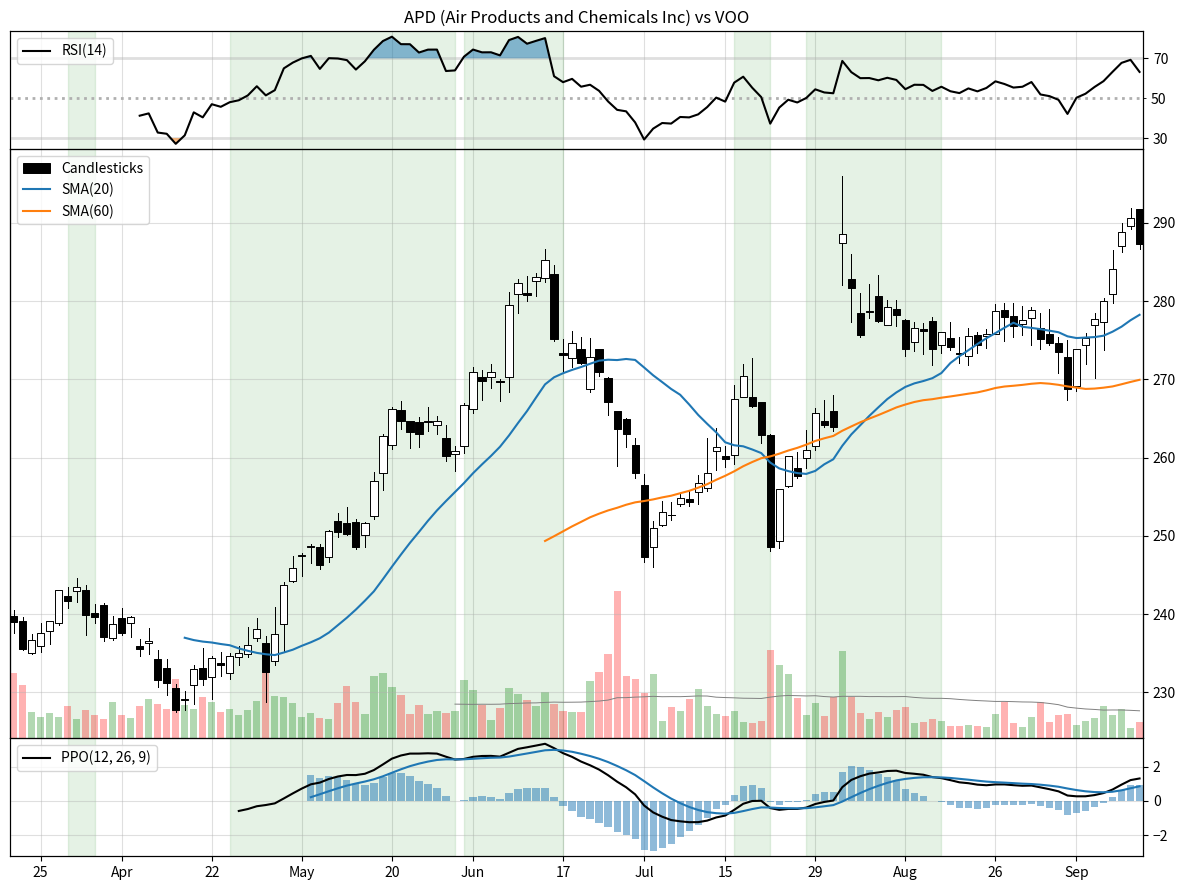 APD (Air Products and Chemicals Inc) vs VOO
RSI(14)
70
50
30
Candlesticks
SMA(20)
SMA(60)
290
280
270
260
250
240
230
PPO(12, 26, 9)
2
0
−2
25 Apr 22 May 20 Jun 17 Jul 15 29 Aug 26 Sep